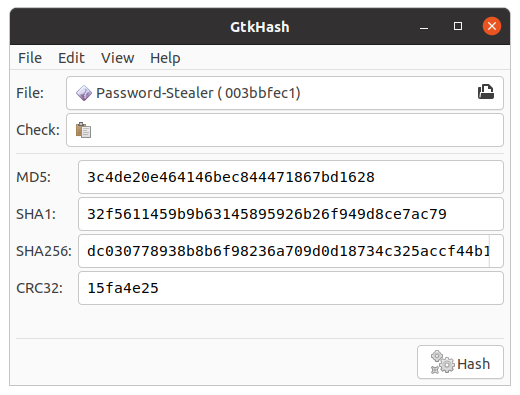 GtkHash
File Edit View Help
File: Password-Stealer ( 003bbfec1)
Check:
MD5: 3c4de20e464146bec844471867bd1628
SHA1: 32f5611459b9b63145895926b26f949d8ce7ac79
SHA256: dc030778938b8b6f98236a709d0d18734c325accf44b1
CRC32: 15fa4e25
Hash